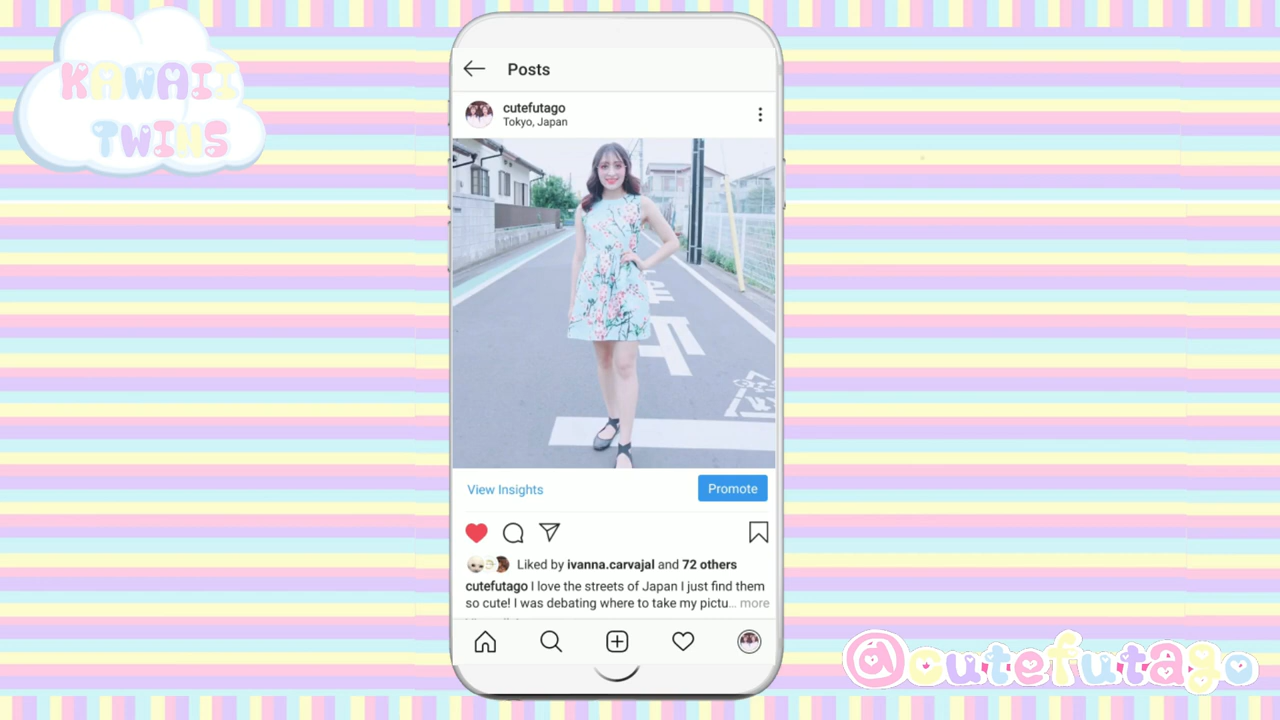 KAWAII
TWINS
Posts
cutefutago
Tokyo, Japan
View Insights
Promote
Liked by ivanna.carvajal and 72 others
cutefutago I love the streets of Japan I just find them
so cute! I was debating where to take my pictu... more
@cutefutago